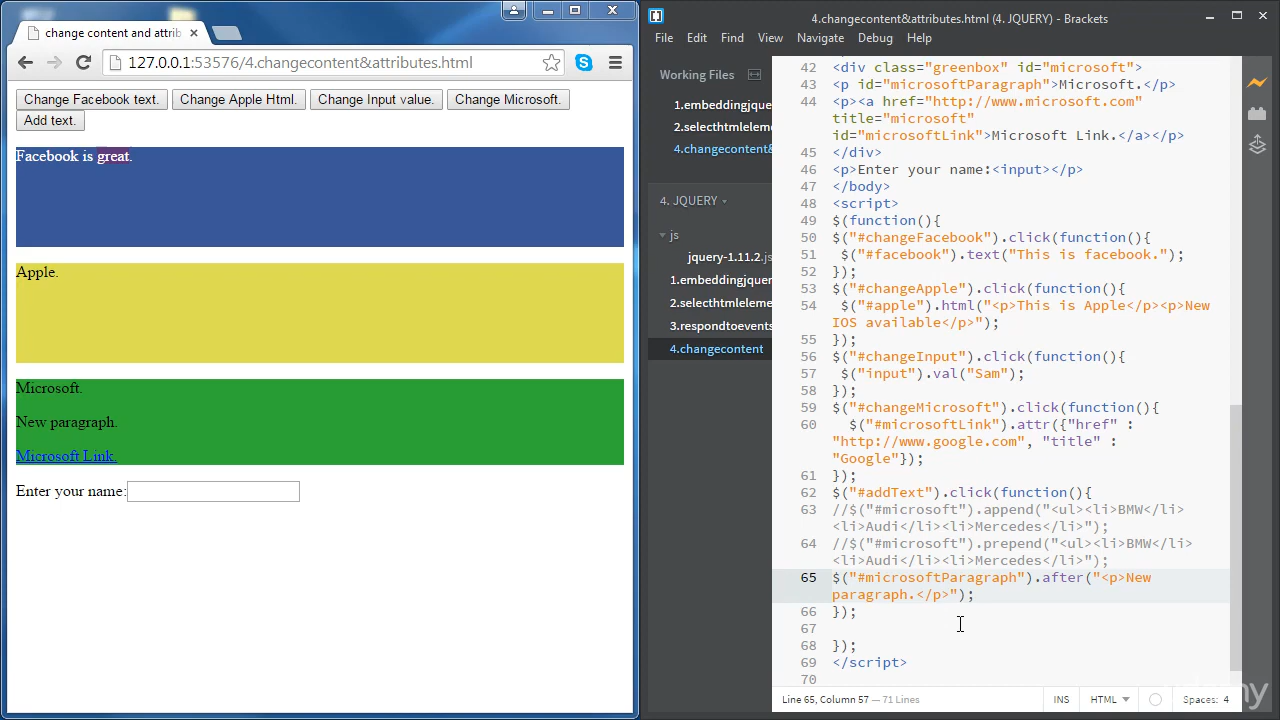 change content and attrib
127.0.0.1:53576/4.changecontent&attributes.html
Change Facebook text.
Change Apple Html.
Change Input value.
Change Microsoft.
Add text.
Facebook is great.
Apple.
Microsoft.
New paragraph.
Microsoft Link.
Enter your name:
4.changecontent&attributes.html (4. JQUERY) - Brackets
File Edit Find View Navigate Debug Help
Working Files
1.embeddingjquery
2.selecthtmleleme
4.changecontent&
4. JQUERY
js
jquery-1.11.2.js
1.embeddingjquery
2.selecthtmleleme
3.respondtoevents
4.changecontent
42 <div class="greenbox" id="microsoft">
43 <p id="microsoftParagraph">Microsoft.</p>
44 <p><a href="http://www.microsoft.com"
title="microsoft"
id="microsoftLink">Microsoft Link.</a></p>
45 </div>
46 <p>Enter your name:<input></p>
47 </body>
48 <script>
49 $(function(){
50 $("#changeFacebook").click(function(){
51 $("#facebook").text("This is facebook.");
52 });
53 $("#changeApple").click(function(){
54 $("#apple").html("<p>This is Apple</p><p>New
IOS available</p>");
55 });
56 $("#changeInput").click(function(){
57 $("input").val("Sam");
58 });
59 $("#changeMicrosoft").click(function(){
60 $("#microsoftLink").attr({"href" :
"http://www.google.com", "title" :
"Google"});
61 });
62 $("#addText").click(function(){
63 //$("#microsoft").append("<ul><li>BMW</li>
<li>Audi</li><li>Mercedes</li>");
64 //$("#microsoft").prepend("<ul><li>BMW</li>
<li>Audi</li><li>Mercedes</li>");
65 $("#microsoftParagraph").after("<p>New
paragraph.</p>");
66 });
67
68 });
69 </script>
70
Line 65, Column 57 — 71 Lines
INS
HTML
Spaces: 4